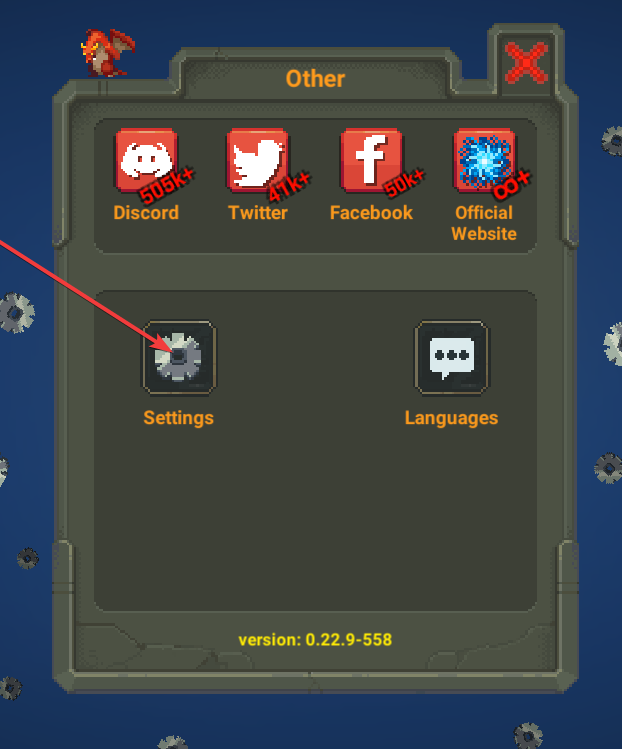 Other
505k+
41k+
50k+
∞+
Discord
Twitter
Facebook
Official
Website
Settings
Languages
version: 0.22.9-558